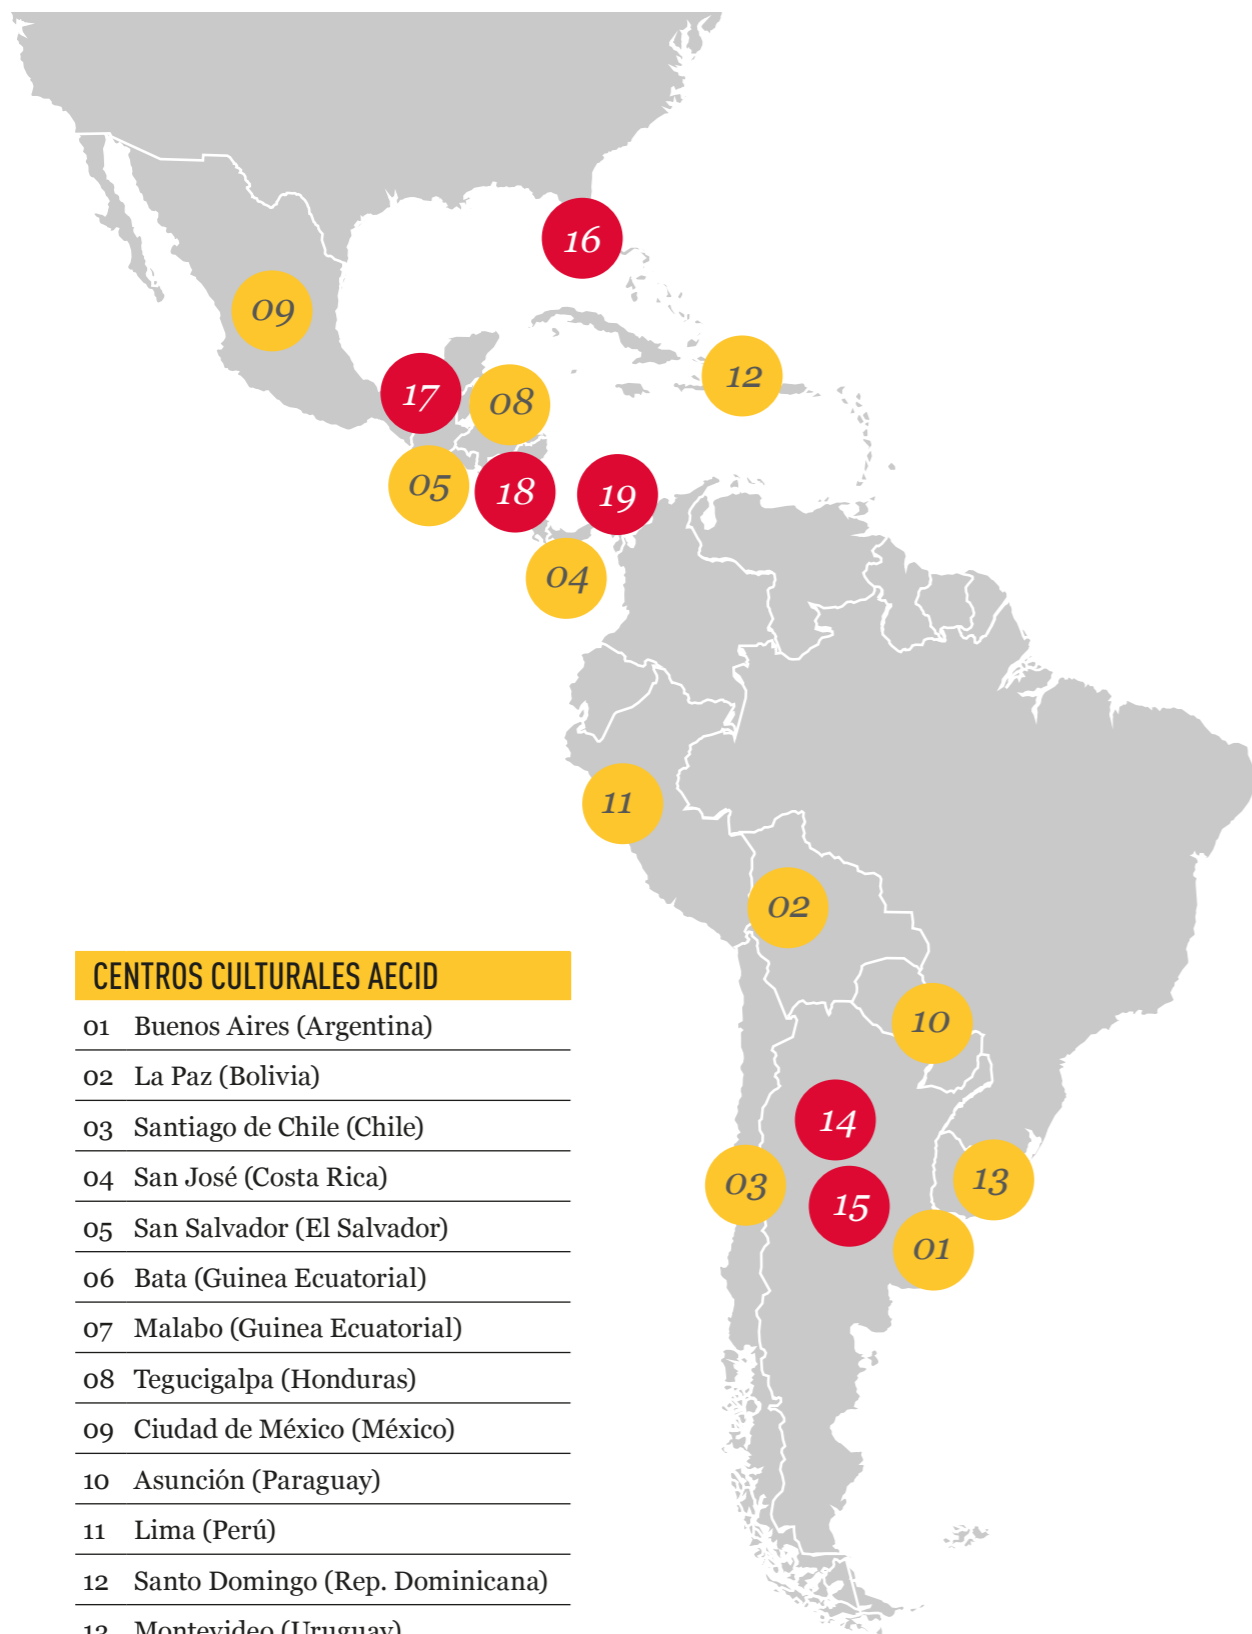 16
09
12
17
08
05
18
19
04
11
02
10
14
03
15
13
01
CENTROS CULTURALES AECID
01 Buenos Aires (Argentina)
02 La Paz (Bolivia)
03 Santiago de Chile (Chile)
04 San José (Costa Rica)
05 San Salvador (El Salvador)
06 Bata (Guinea Ecuatorial)
07 Malabo (Guinea Ecuatorial)
08 Tegucigalpa (Honduras)
09 Ciudad de México (México)
10 Asunción (Paraguay)
11 Lima (Perú)
12 Santo Domingo (Rep. Dominicana)
13 Montevideo (Uruguay)